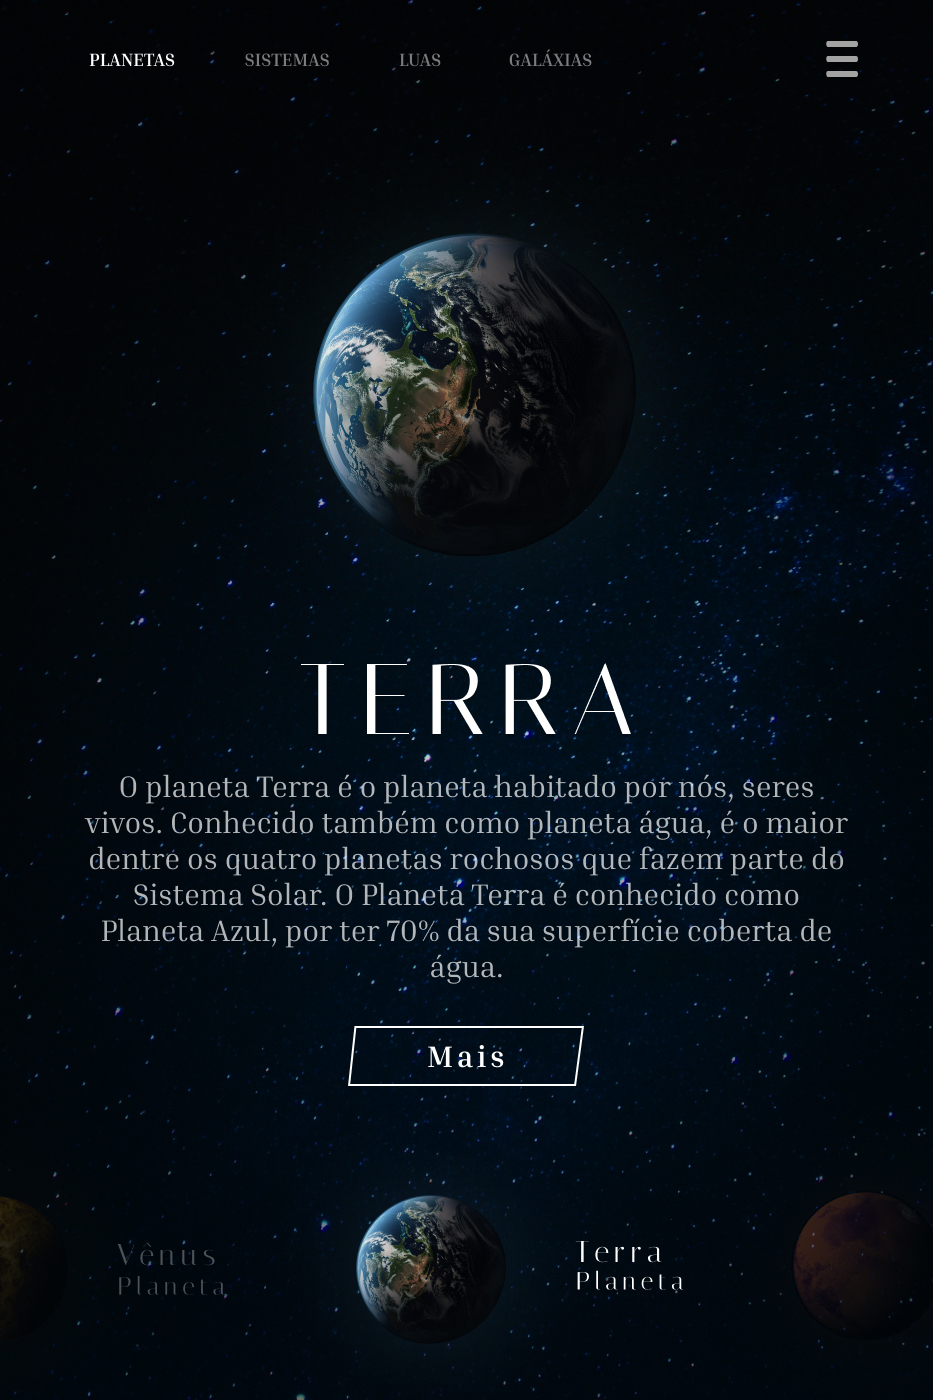 PLANETAS SISTEMAS LUAS GALÁXIAS
TERRA
O planeta Terra é o planeta habitado por nós, seres
vivos. Conhecido também como planeta água, é o maior
dentre os quatro planetas rochosos que fazem parte do
Sistema Solar. O Planeta Terra é conhecido como
Planeta Azul, por ter 70% da sua superfície coberta de
água.
Mais
Vênus
Planeta
Terra
Planeta